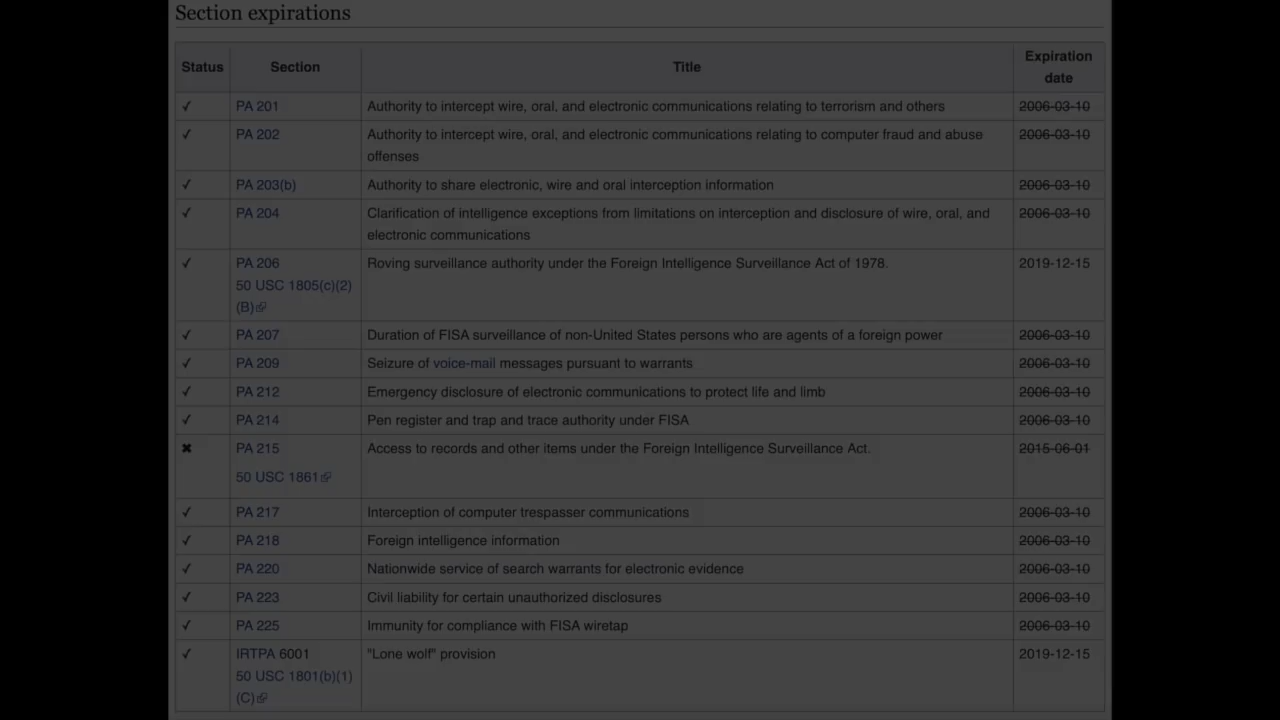 Section expirations
Status Section Title Expiration
date
✓ PA 201 Authority to intercept wire, oral, and electronic communications relating to terrorism and others 2006-03-10
✓ PA 202 Authority to intercept wire, oral, and electronic communications relating to computer fraud and abuse 2006-03-10
offenses
✓ PA 203(b) Authority to share electronic, wire and oral interception information 2006-03-10
✓ PA 204 Clarification of intelligence exceptions from limitations on interception and disclosure of wire, oral, and 2006-03-10
electronic communications
✓ PA 206 Roving surveillance authority under the Foreign Intelligence Surveillance Act of 1978. 2019-12-15
50 USC 1805(c)(2)
(B)
✓ PA 207 Duration of FISA surveillance of non-United States persons who are agents of a foreign power 2006-03-10
✓ PA 209 Seizure of voice-mail messages pursuant to warrants 2006-03-10
✓ PA 212 Emergency disclosure of electronic communications to protect life and limb 2006-03-10
✓ PA 214 Pen register and trap and trace authority under FISA 2006-03-10
✖ PA 215 Access to records and other items under the Foreign Intelligence Surveillance Act. 2015-06-01
50 USC 1861
✓ PA 217 Interception of computer trespasser communications 2006-03-10
✓ PA 218 Foreign intelligence information 2006-03-10
✓ PA 220 Nationwide service of search warrants for electronic evidence 2006-03-10
✓ PA 223 Civil liability for certain unauthorized disclosures 2006-03-10
✓ PA 225 Immunity for compliance with FISA wiretap 2006-03-10
✓ IRTPA 6001 "Lone wolf" provision 2019-12-15
50 USC 1801(b)(1)
(C)